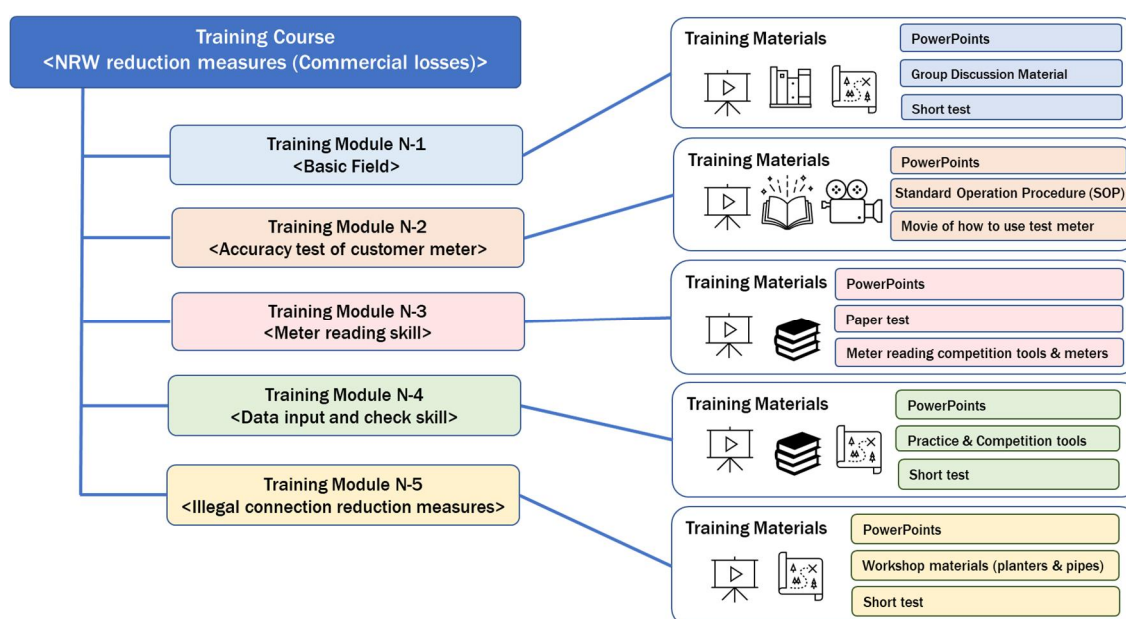 Training Course
<NRW reduction measures (Commercial losses)>
Training Module N-1
<Basic Field>
Training Module N-2
<Accuracy test of customer meter>
Training Module N-3
<Meter reading skill>
Training Module N-4
<Data input and check skill>
Training Module N-5
<Illegal connection reduction measures>
Training Materials
PowerPoints
Group Discussion Material
Short test
Training Materials
PowerPoints
Standard Operation Procedure (SOP)
Movie of how to use test meter
Training Materials
PowerPoints
Paper test
Meter reading competition tools & meters
Training Materials
PowerPoints
Practice & Competition tools
Short test
Training Materials
PowerPoints
Workshop materials (planters & pipes)
Short test